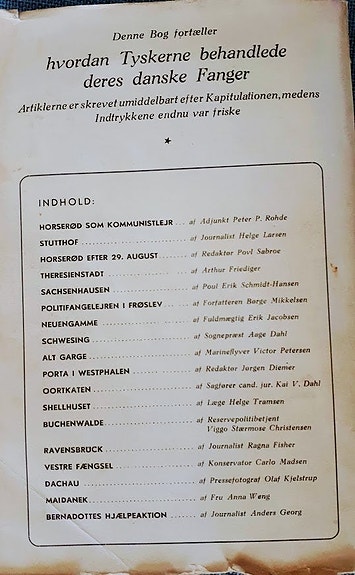 Denne Bog fortæller
hvordan Tyskerne behandlede
deres danske Fanger
Artiklerne er skrevet umiddelbart efter Kapitulationen, medens
Indtrykkene endnu var friske
INDHOLD:
HORSERØD SOM KOMMUNISTLEJR ... af Adjunkt Peter P. Rohde
STUTTHOF ... af Journalist Helge Larsen
HORSERØD EFTER 29. AUGUST ... af Redaktør Povl Sabroe
THERESIENSTADT ... af Arthur Friediger
SACHSENHAUSEN ... af Poul Erik Schmidt-Hansen
POLITIFANGELEJREN I FRØSLEV ... af Forfatteren Børge Mikkelsen
NEUENGAMME ... af Fuldmægtig Erik Jacobsen
SCHWESING ... af Sognepræst Aage Dahl
ALT GARGE ... af Marineflyver Victor Petersen
PORTA I WESTPHALEN ... af Redaktør Jørgen Diemer
OORTKATEN ... af Sagfører cand. jur. Kai V. Dahl
SHELLHUSET ... af Læge Helge Tramsen
BUCHENWALDE ... af Reservepolitibetjent
Viggo Stærmose Christensen
RAVENSBRÜCK ... af Journalist Ragna Fisher
VESTRE FÆNGSEL ... af Konservator Carlo Madsen
DACHAU ... af Pressefotograf Olaf Kjelstrup
MAIDANEK ... af Fru Anna Wøng
BERNADOTTES HJÆLPEAKTION ... af Journalist Anders Georg